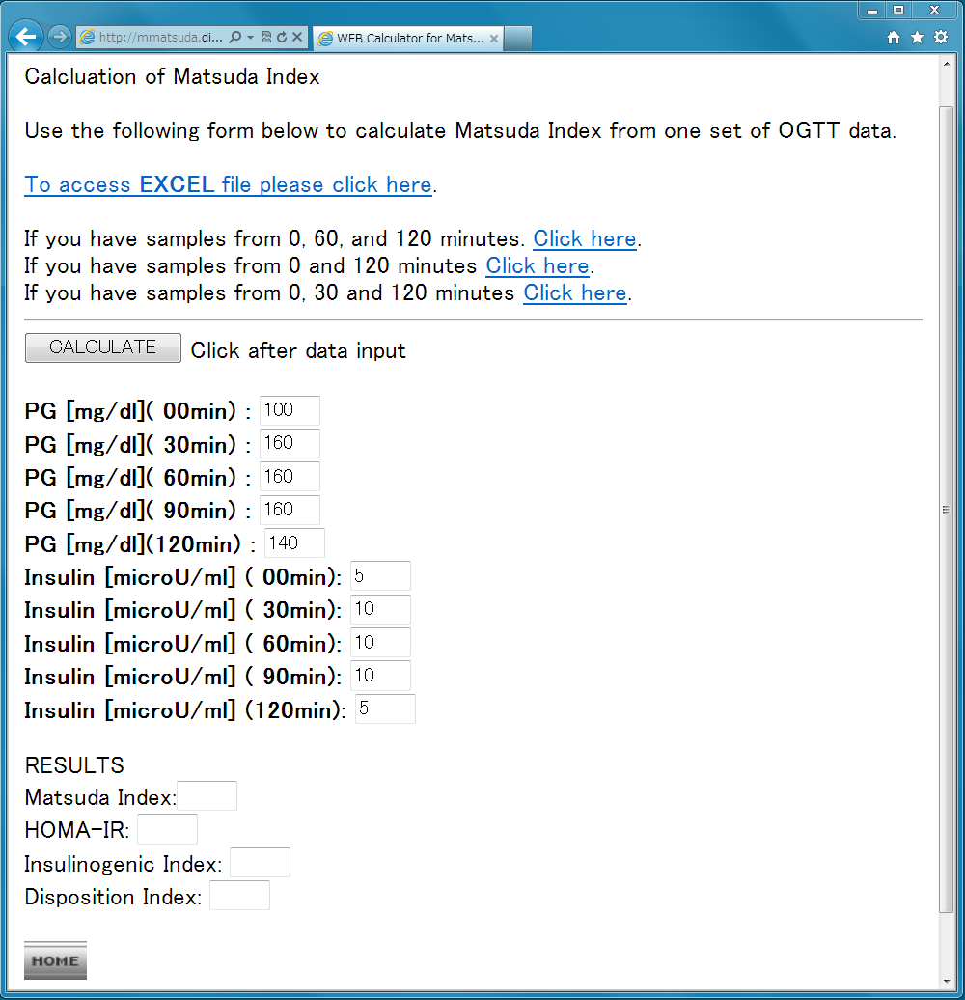 http://mmatsuda.di...
WEB Calculator for Mats...
Calcluation of Matsuda Index
Use the following form below to calculate Matsuda Index from one set of OGTT data.
To access EXCEL file please click here.
If you have samples from 0, 60, and 120 minutes. Click here.
If you have samples from 0 and 120 minutes Click here.
If you have samples from 0, 30 and 120 minutes Click here.
CALCULATE Click after data input
PG [mg/dl]( 00min) : 100
PG [mg/dl]( 30min) : 160
PG [mg/dl]( 60min) : 160
PG [mg/dl]( 90min) : 160
PG [mg/dl](120min) : 140
Insulin [microU/ml] ( 00min): 5
Insulin [microU/ml] ( 30min): 10
Insulin [microU/ml] ( 60min): 10
Insulin [microU/ml] ( 90min): 10
Insulin [microU/ml] (120min): 5
RESULTS
Matsuda Index:
HOMA-IR:
Insulinogenic Index:
Disposition Index:
HOME